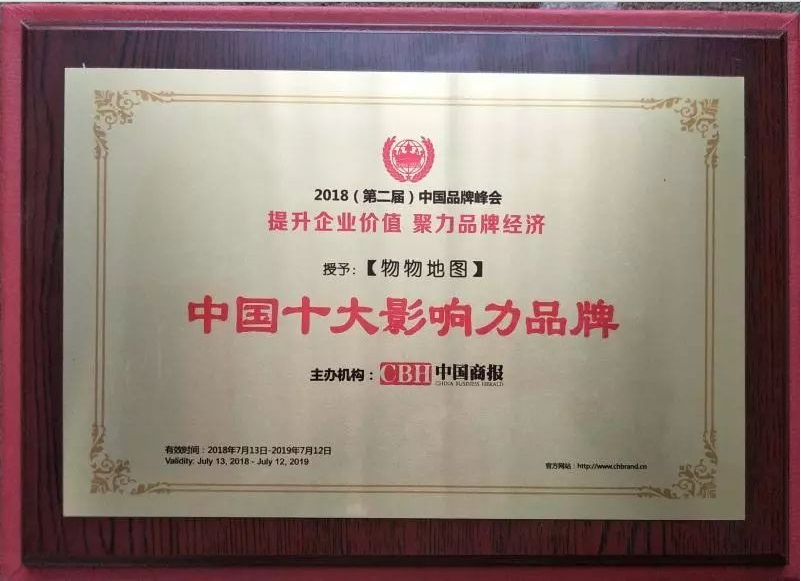 2018（第二届）中国品牌峰会
提升企业价值 聚力品牌经济
授予：【物物地图】
中国十大影响力品牌
主办机构：CBH 中国商报
CHINA BUSINESS HERALD
有效时间：2018年7月13日-2019年7月12日
Validity: July 13, 2018 - July 12, 2019
官方网站：http://www.chbrand.cn